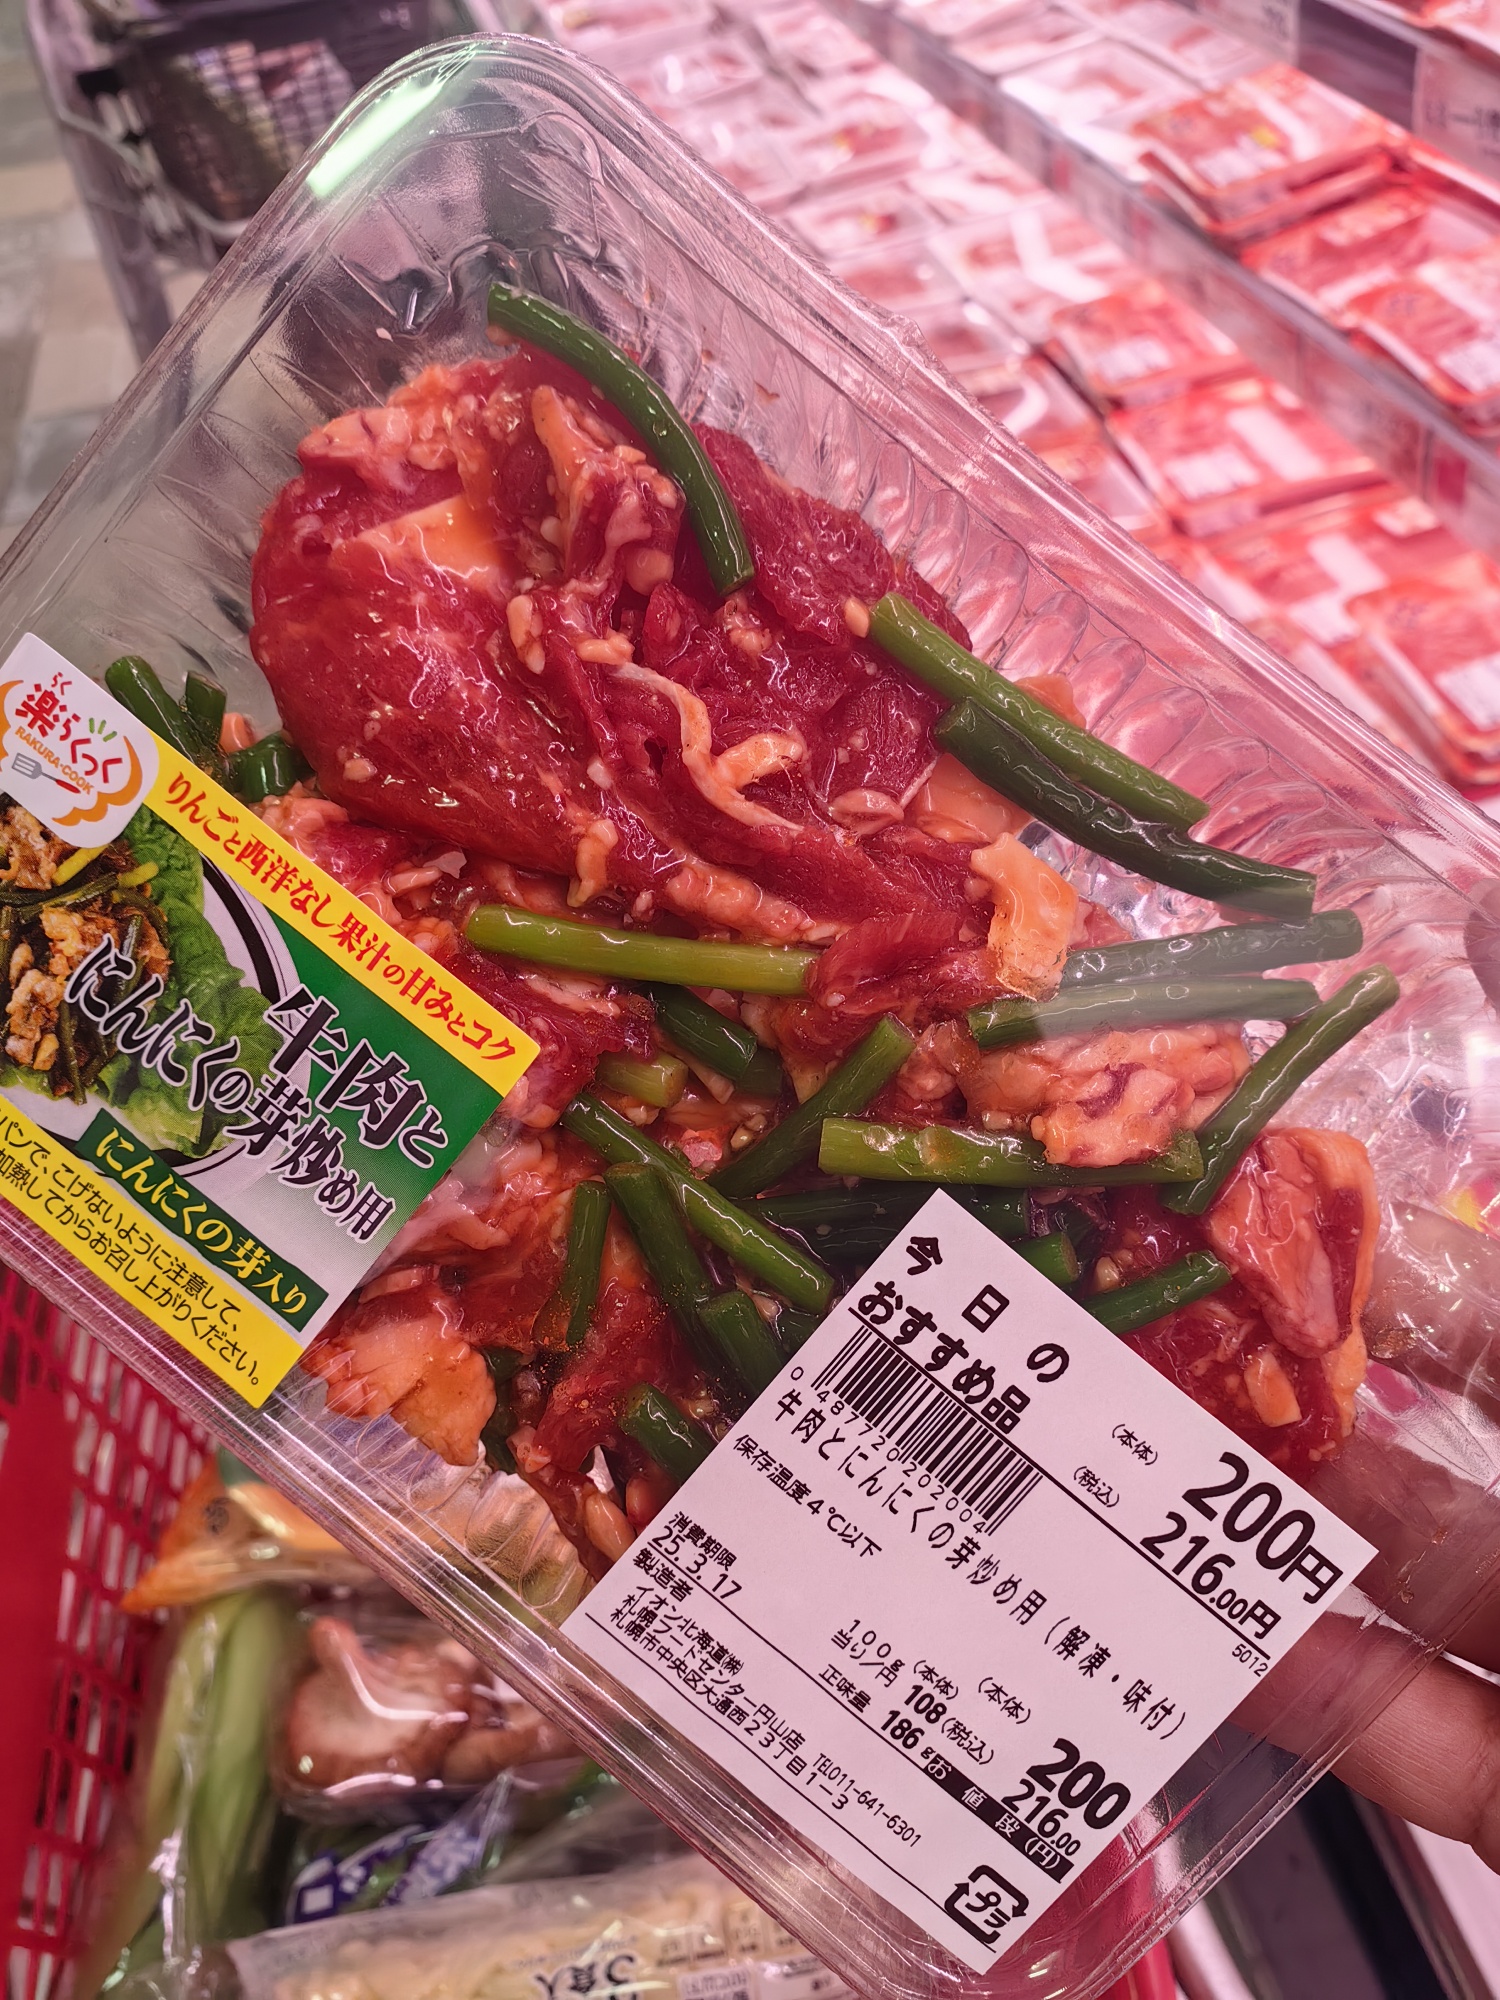 らく
楽らくっく
RAKURA・COOK
りんごと西洋なし果汁の甘みとコク
牛肉と
にんにくの芽炒め用
にんにくの芽入り
パンで、こげないように注意して、
加熱してからお召し上がりください。
今日の
おすすめ品
(本体) 200円
(税込) 216.00円
0487720202004
5012
牛肉とにんにくの芽炒め用(解凍・味付)
保存温度4℃以下
消費期限
25.3.17
100g当り/円 (本体) 108 (税込)
正味量 186g
(本体) 200
216.00
お値段(円)
製造者
イオン北海道㈱
札幌フードセンター円山店 TEL011-641-6301
札幌市中央区大通西23丁目1-3
プラ
3食入